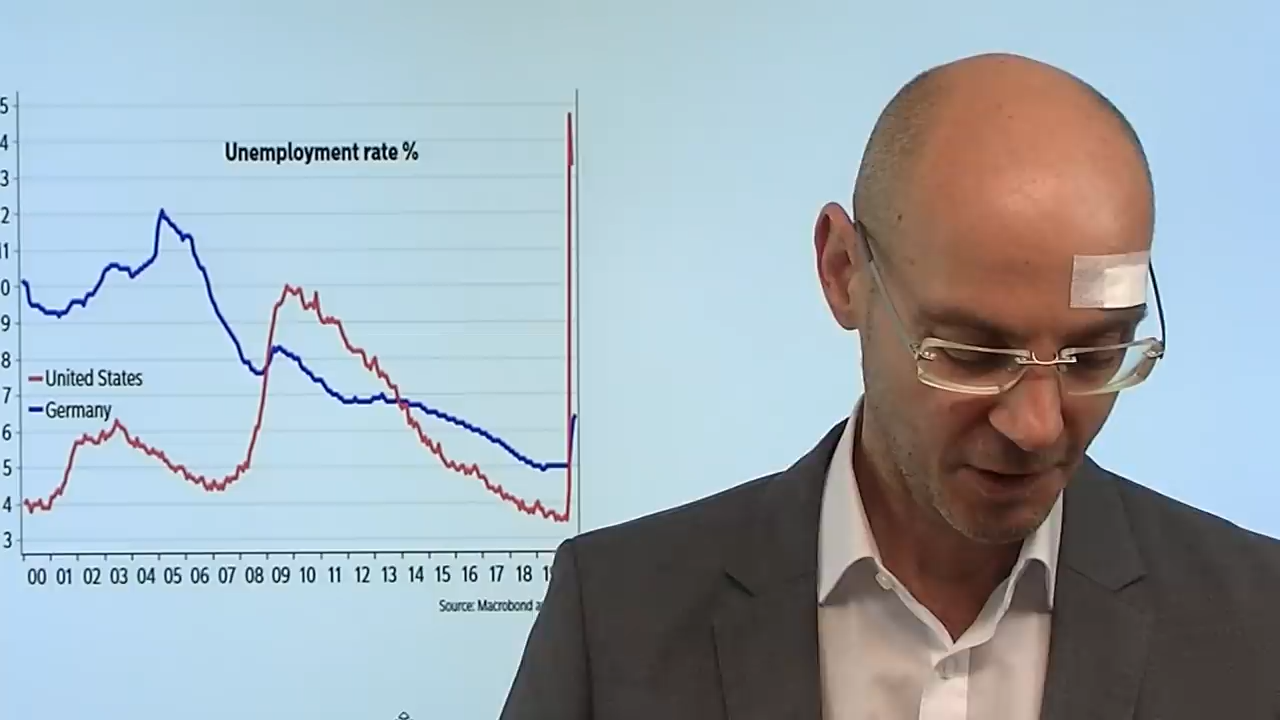 Unemployment rate %
5
4
3
2
11
0
9
8
7
6
5
4
3
United States
Germany
00 01 02 03 04 05 06 07 08 09 10 11 12 13 14 15 16 17 18
Source: Macrobond